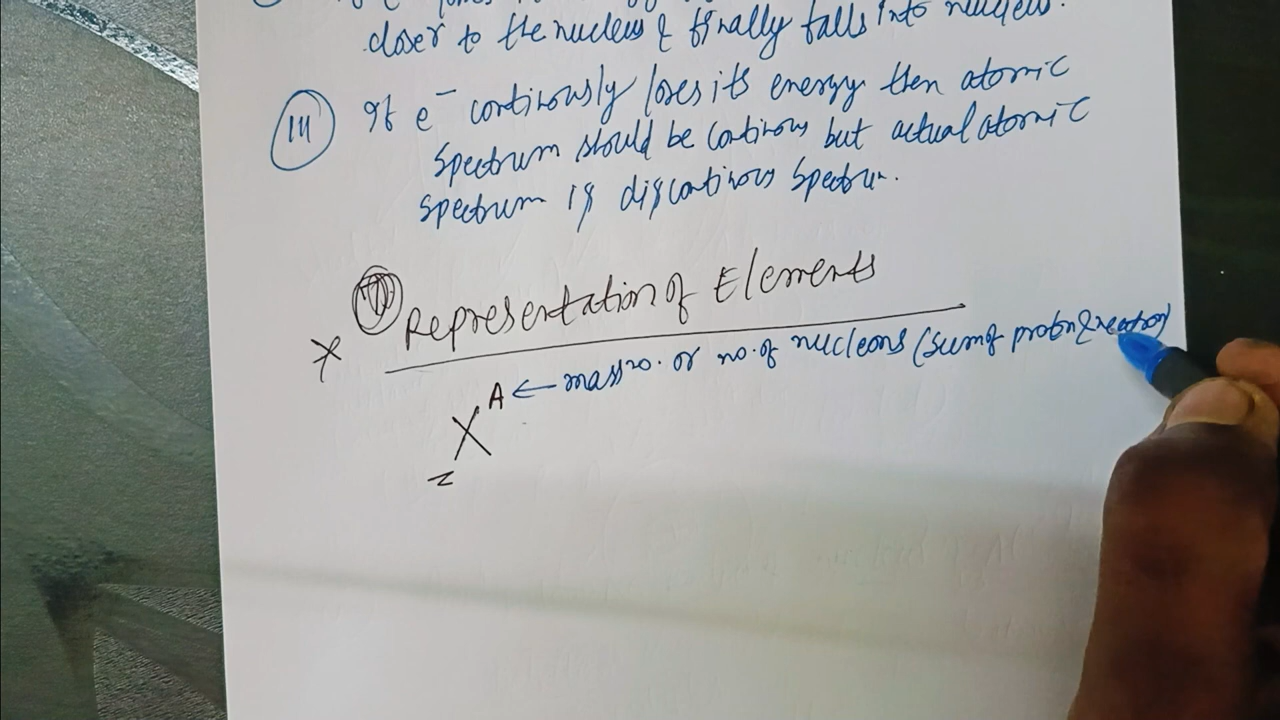 closer to the nucleus & finally falls into nucleus.
III If e⁻ continously loses its energy then atomic
spectrum should be continous but actual atomic
spectrum is discontinous spectrum.
* Representation of Elements
A ← mass no. or no. of nucleons (sum of proton &
X
Z